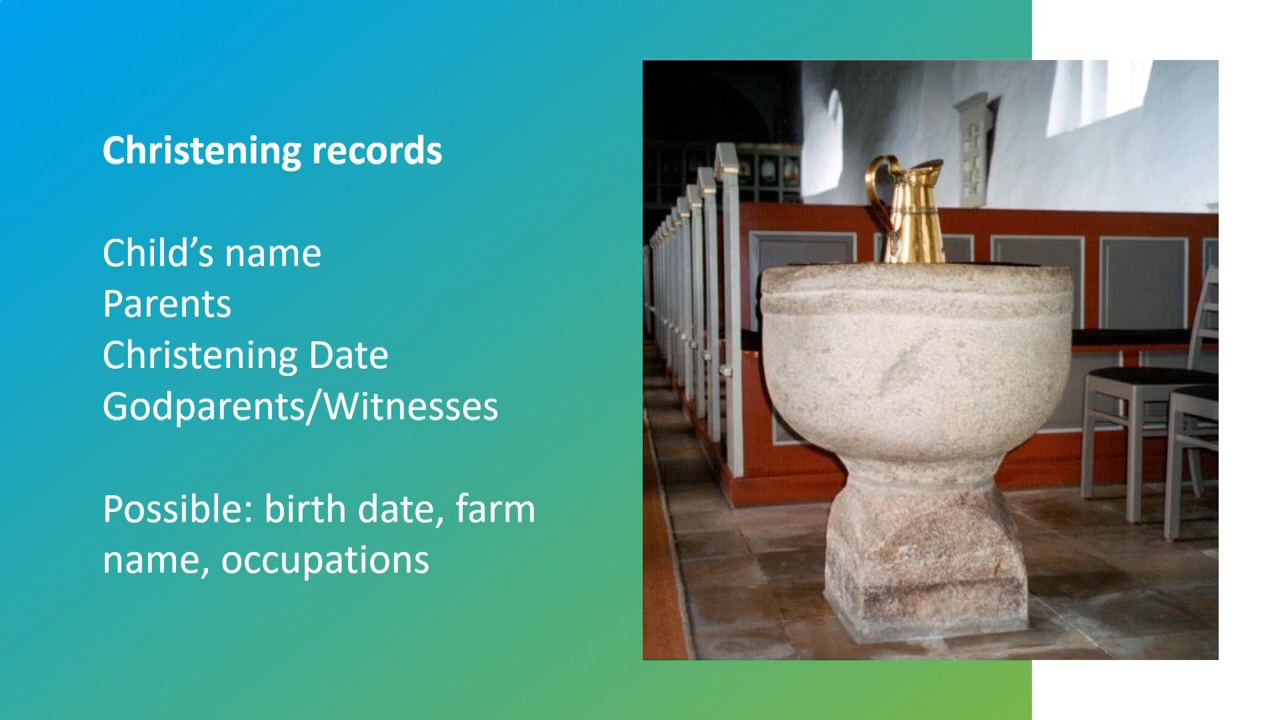 Christening records
Child’s name
Parents
Christening Date
Godparents/Witnesses
Possible: birth date, farm
name, occupations